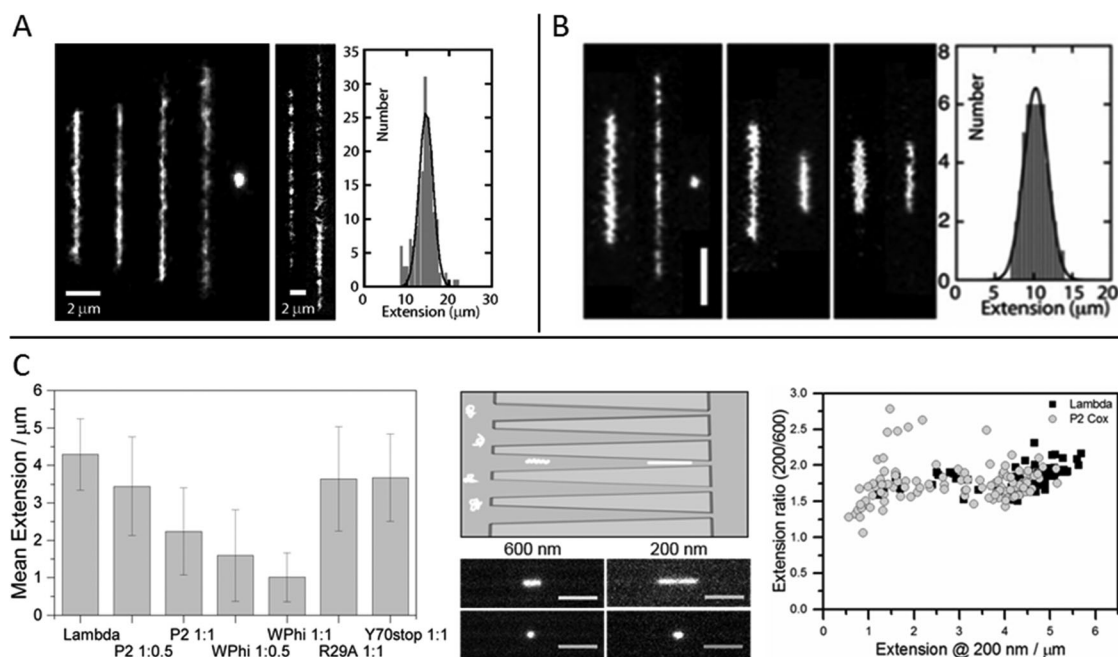 A
2 μm
2 μm
35
30
25
20
15
10
5
0
Number
0 10 20 30
Extension (μm)
B
8
6
4
2
0
Number
0 5 10 15 20
Extension (μm)
C
6
5
4
3
2
1
0
Mean Extension / μm
Lambda P2 1:1 WPhi 1:1 Y70stop 1:1
P2 1:0.5 WPhi 1:0.5 R29A 1:1
600 nm 200 nm
3.0
2.5
2.0
1.5
1.0
0.5
0.0
Extension ratio (200/600)
Lambda
P2 Cox
0 1 2 3 4 5 6
Extension @ 200 nm / μm